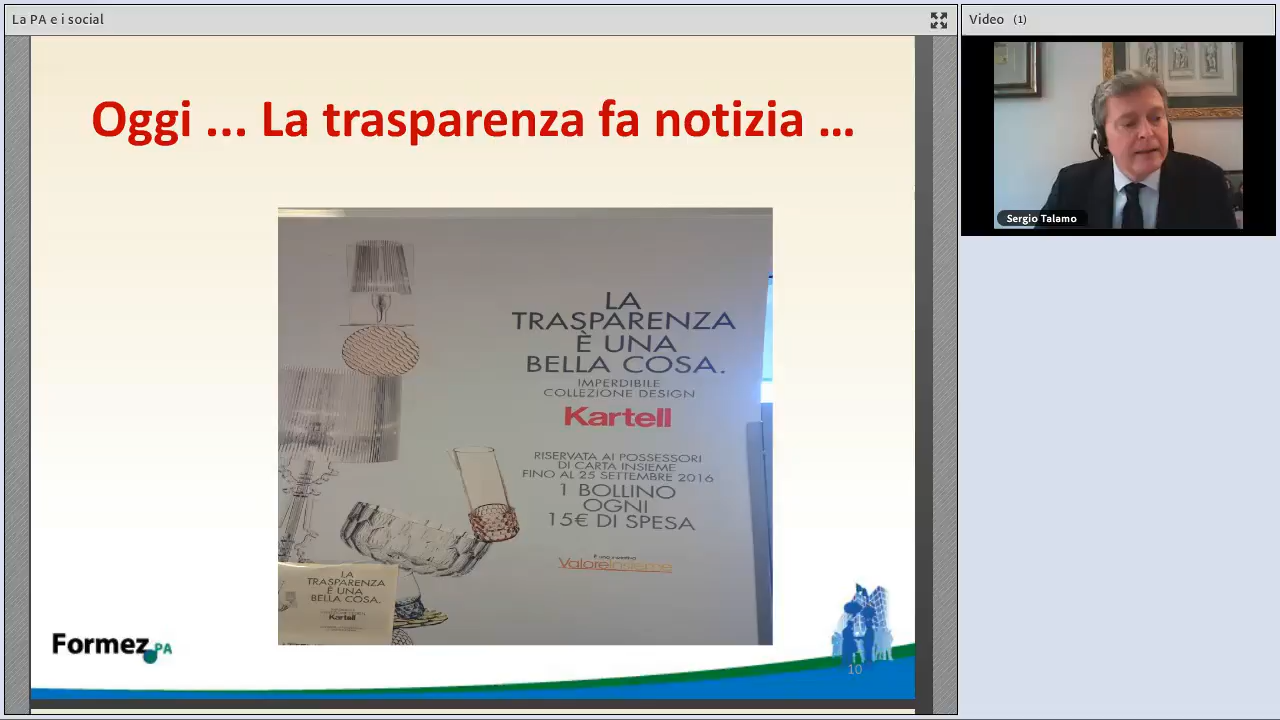 La PA e i social
Video (1)
Oggi ... La trasparenza fa notizia ...
Sergio Talamo
LA
TRASPARENZA
È UNA
BELLA COSA.
IMPERDIBILE
COLLEZIONE DESIGN
Kartell
RISERVATA AI POSSESSORI
DI CARTA INSIEME
FINO AL 25 SETTEMBRE 2016
1 BOLLINO
OGNI
15€ DI SPESA
Valoreinsieme
LA
TRASPARENZA
È UNA
BELLA COSA.
Kartell
Formez PA
10